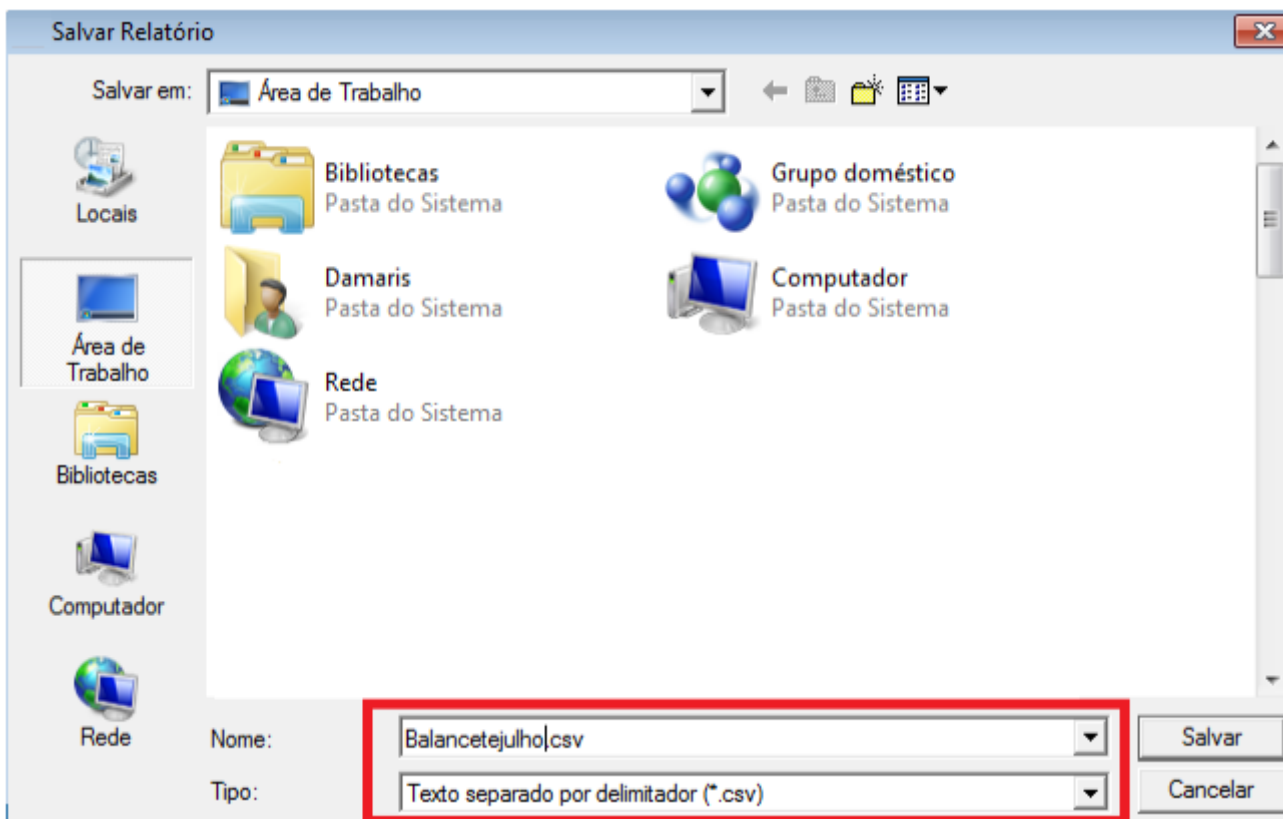 Salvar Relatório
Salvar em:
Área de Trabalho
Locais
Área de
Trabalho
Bibliotecas
Computador
Rede
Bibliotecas
Pasta do Sistema
Grupo doméstico
Pasta do Sistema
Damaris
Pasta do Sistema
Computador
Pasta do Sistema
Rede
Pasta do Sistema
Nome:
Balancetejulho.csv
Salvar
Tipo:
Texto separado por delimitador (*.csv)
Cancelar